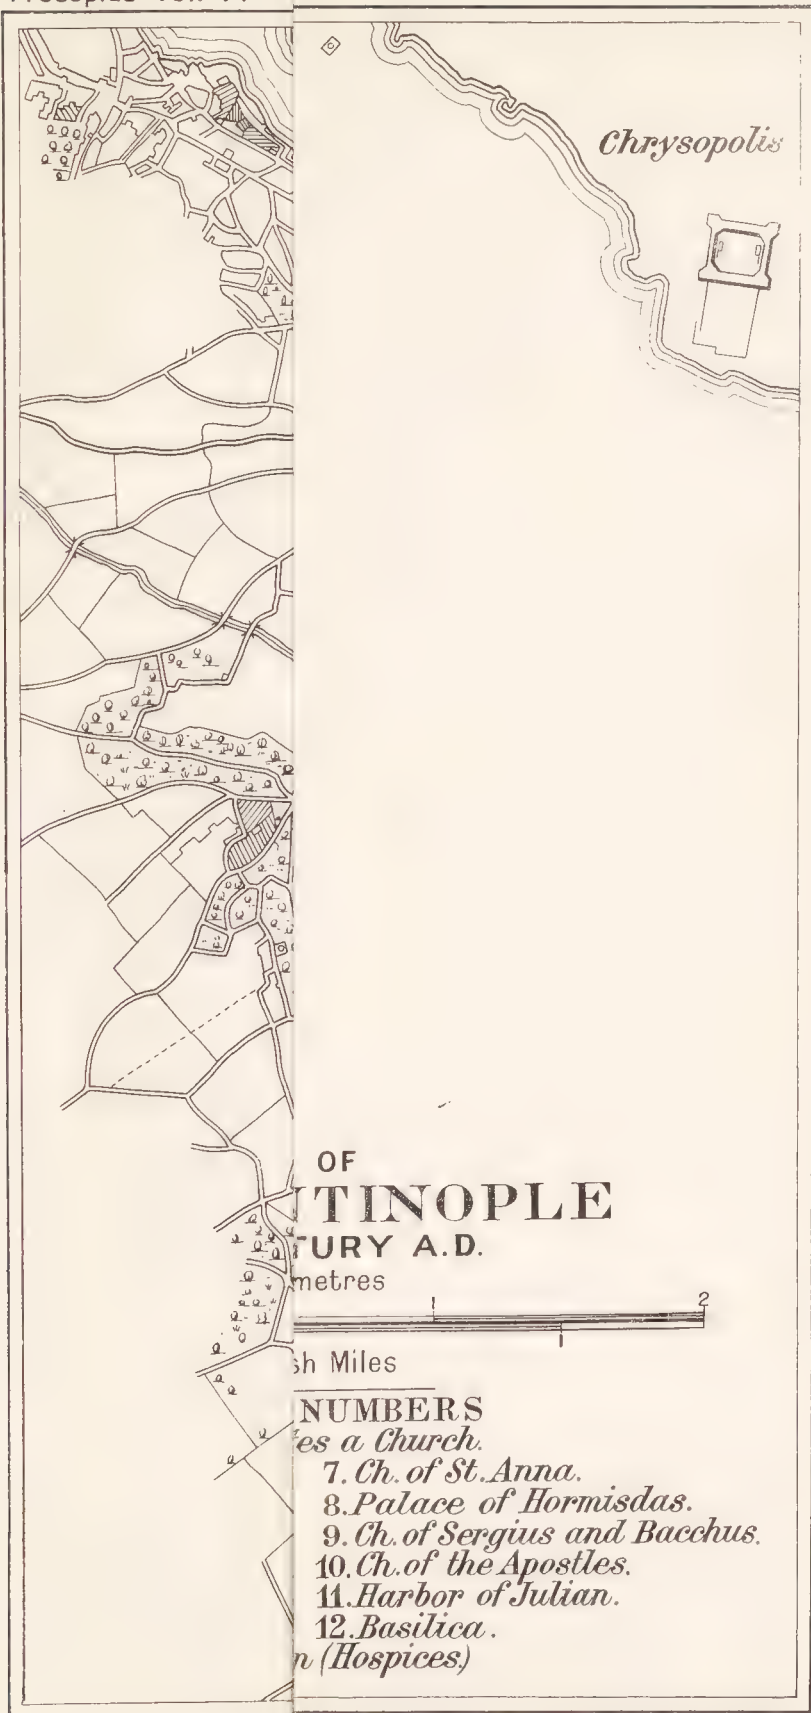 Chrysopolis
OF
NTINOPLE
TURY A.D.
metres
1 2
sh Miles
1
NUMBERS
es a Church.
7. Ch. of St. Anna.
8. Palace of Hormisdas.
9. Ch. of Sergius and Bacchus.
10. Ch. of the Apostles.
11. Harbor of Julian.
12. Basilica.
n (Hospices.)